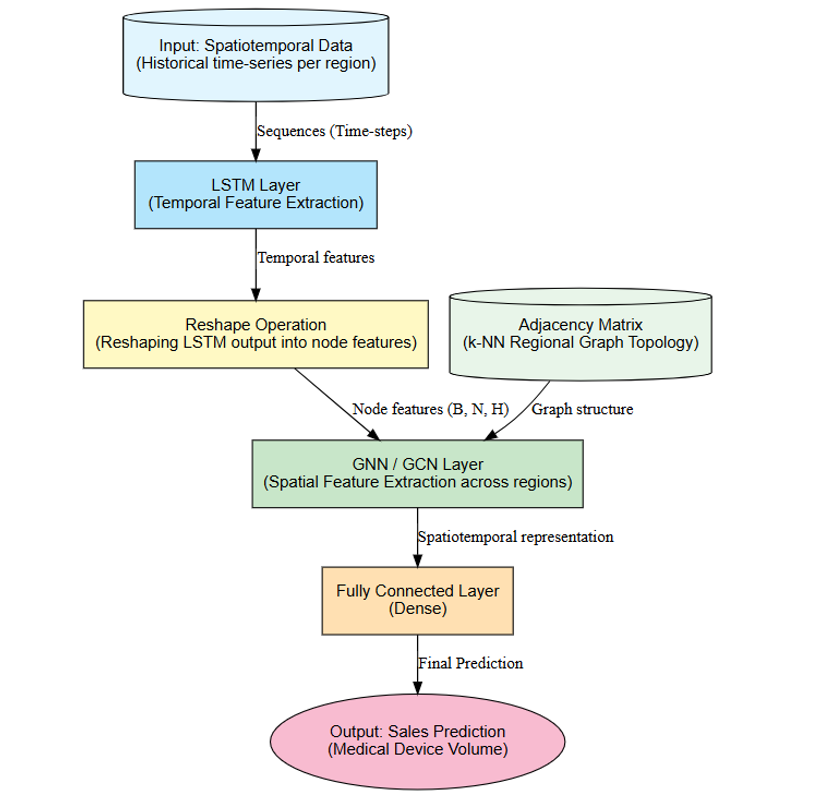 Input: Spatiotemporal Data
(Historical time-series per region)
Sequences (Time-steps)
LSTM Layer
(Temporal Feature Extraction)
Temporal features
Reshape Operation
(Reshaping LSTM output into node features)
Adjacency Matrix
(k-NN Regional Graph Topology)
Node features (B, N, H)
Graph structure
GNN / GCN Layer
(Spatial Feature Extraction across regions)
Spatiotemporal representation
Fully Connected Layer
(Dense)
Final Prediction
Output: Sales Prediction
(Medical Device Volume)